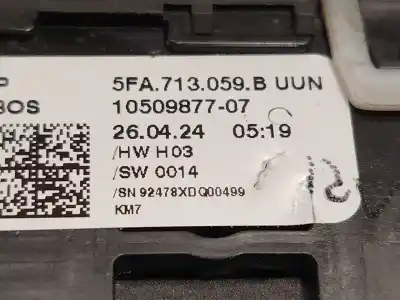 P 5FA.713.059.B UUN
BOS 10509877-07
26.04.24 05:19
/HW H03
/SW 0014
/SN 92478XDQ00499
KM7